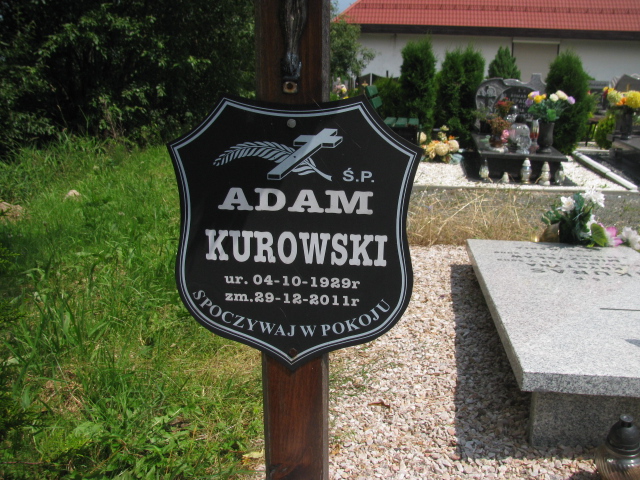 Ś.P.
ADAM
KUROWSKI
ur. 04-10-1929r
zm.29-12-2011r
SPOCZYWAJ W POKOJU